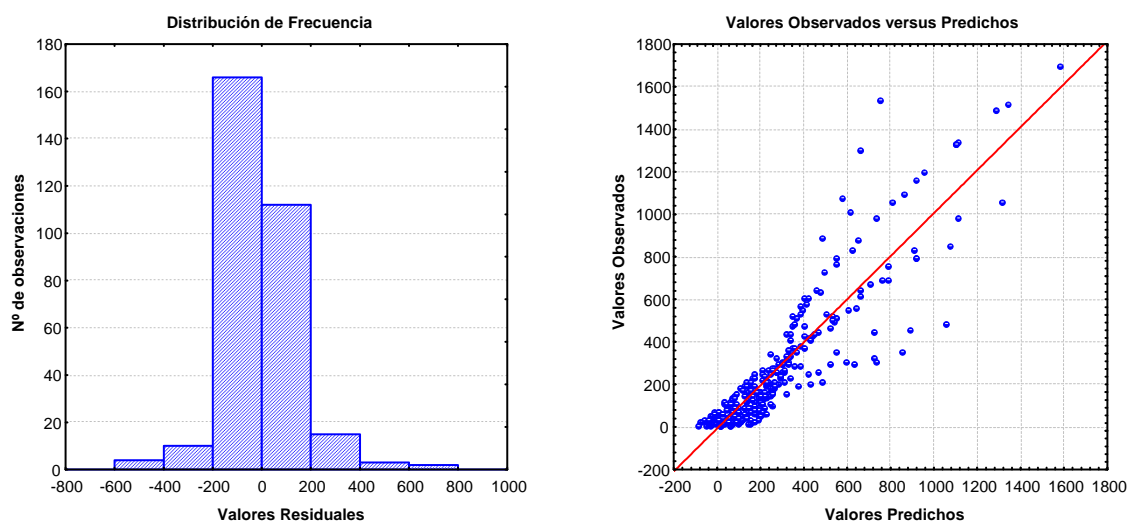 Distribución de Frecuencia
180
160
140
120
100
80
60
40
20
0
-800 -600 -400 -200 0 200 400 600 800 1000
Nº de observaciones
Valores Residuales
Valores Observados versus Predichos
1800
1600
1400
1200
1000
800
600
400
200
0
-200
-200 0 200 400 600 800 1000 1200 1400 1600 1800
Valores Observados
Valores Predichos